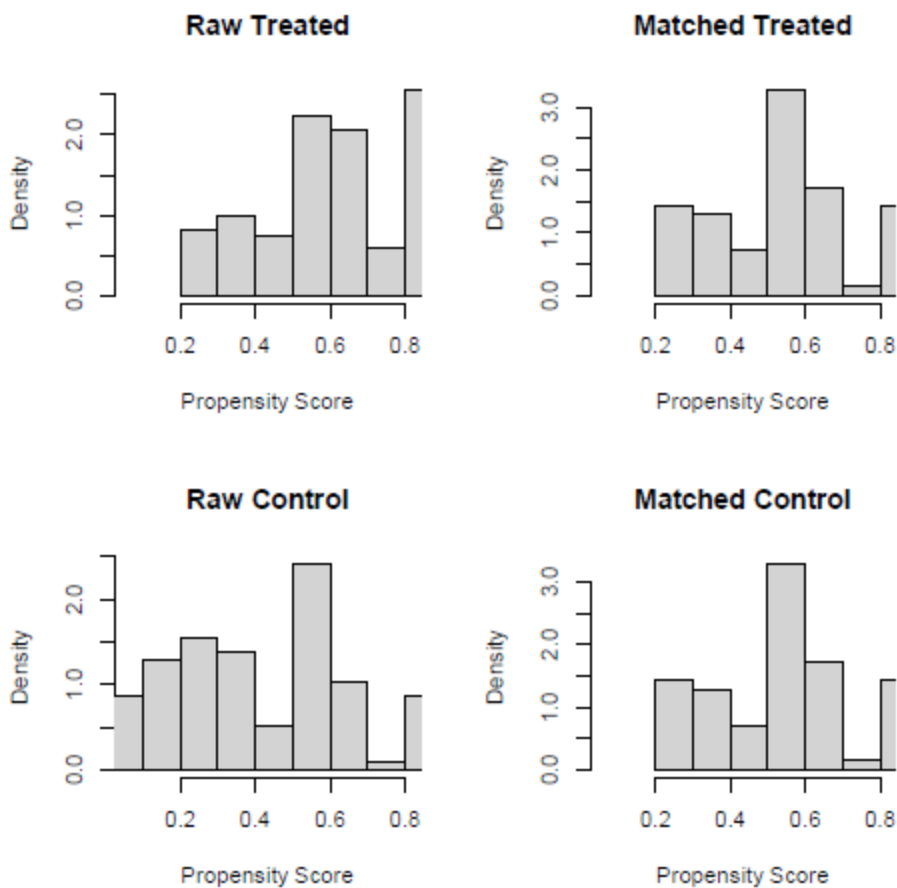 Raw Treated
Matched Treated
Density
0.0 1.0 2.0
0.2 0.4 0.6 0.8
Propensity Score
Density
0.0 1.0 2.0 3.0
0.2 0.4 0.6 0.8
Propensity Score
Raw Control
Matched Control
Density
0.0 1.0 2.0
0.2 0.4 0.6 0.8
Propensity Score
Density
0.0 1.0 2.0 3.0
0.2 0.4 0.6 0.8
Propensity Score